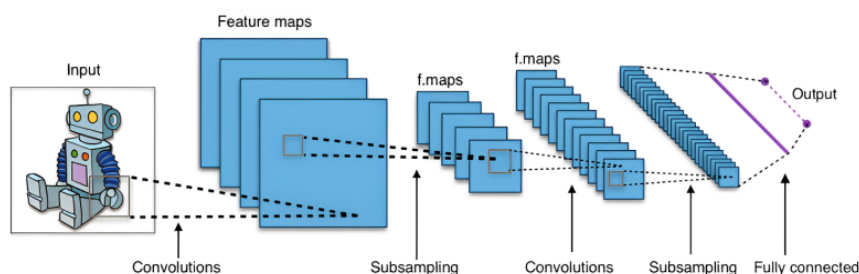 Feature maps
Input
f.maps
f.maps
Output
Convolutions
Subsampling
Convolutions
Subsampling
Fully connected